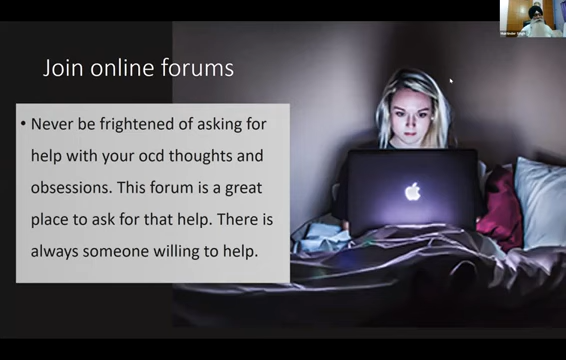 Join online forums
• Never be frightened of asking for
help with your ocd thoughts and
obsessions. This forum is a great
place to ask for that help. There is
always someone willing to help.